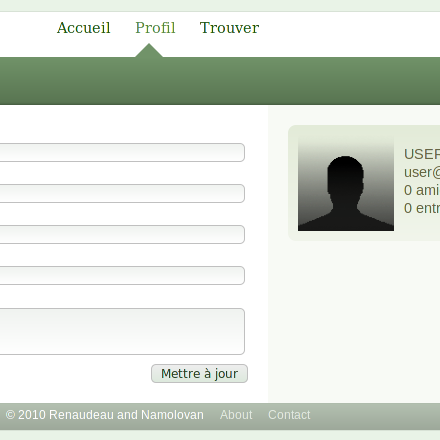 Accueil Profil Trouver
USER
user@
0 ami
0 entr
Mettre à jour
© 2010 Renaudeau and Namolovan About Contact